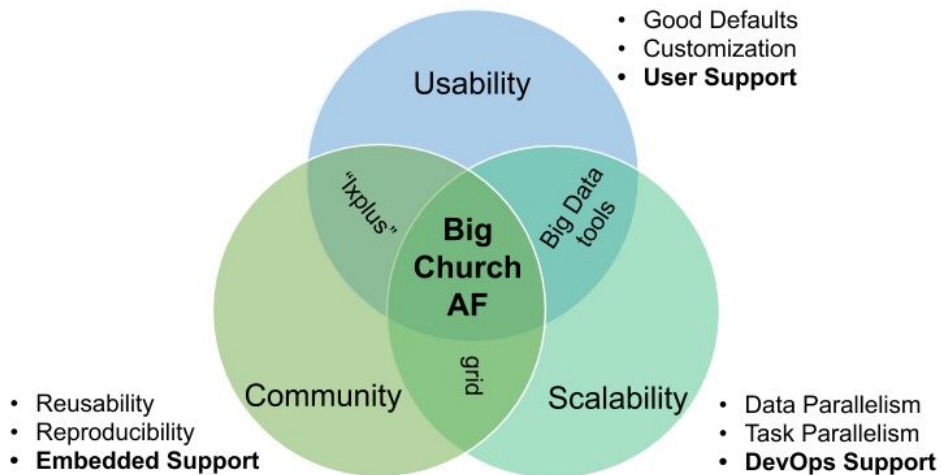 • Good Defaults
• Customization
• User Support
Usability
"lxplus"
Big Data
tools
Big
Church
AF
grid
Community
Scalability
• Reusability
• Reproducibility
• Embedded Support
• Data Parallelism
• Task Parallelism
• DevOps Support